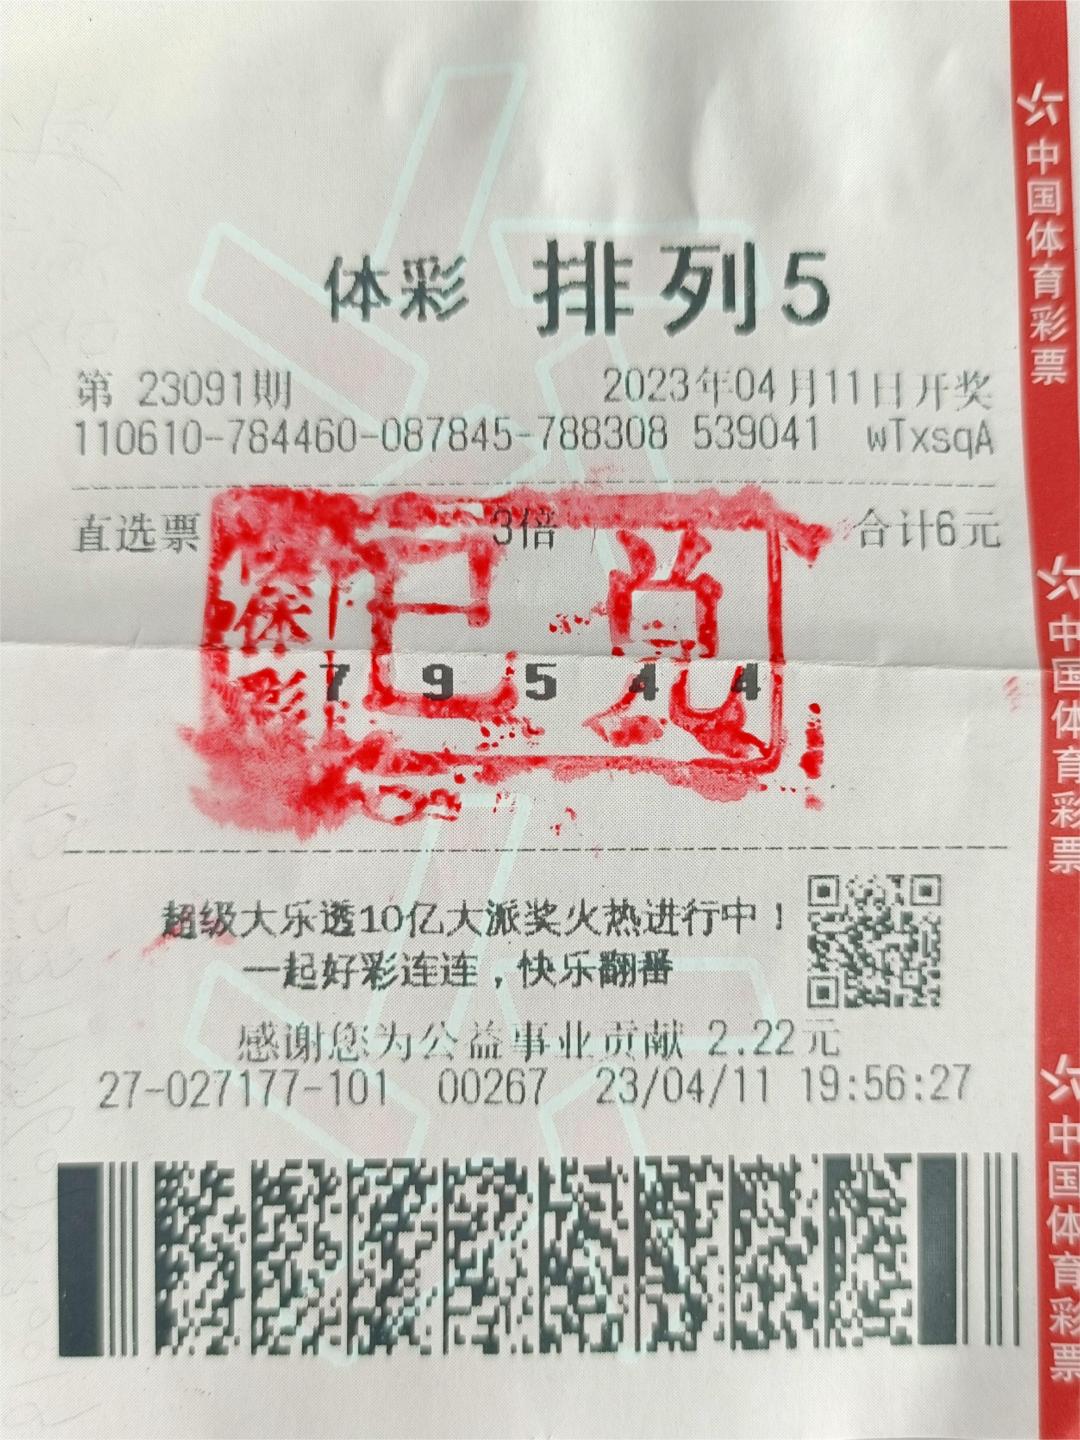 体彩 排列5
第 23091期 2023年04月11日开奖
110610-784460-087845-788308 539041 wTxsqA
直选票 3倍 合计6元
体彩 已兑
7 9 5 4 4
超级大乐透10亿大派奖火热进行中！
一起好彩连连，快乐翻番
感谢您为公益事业贡献 2.22元
27-027177-101 00267 23/04/11 19:56:27
中国体育彩票
中国体育彩票
中国体育彩票